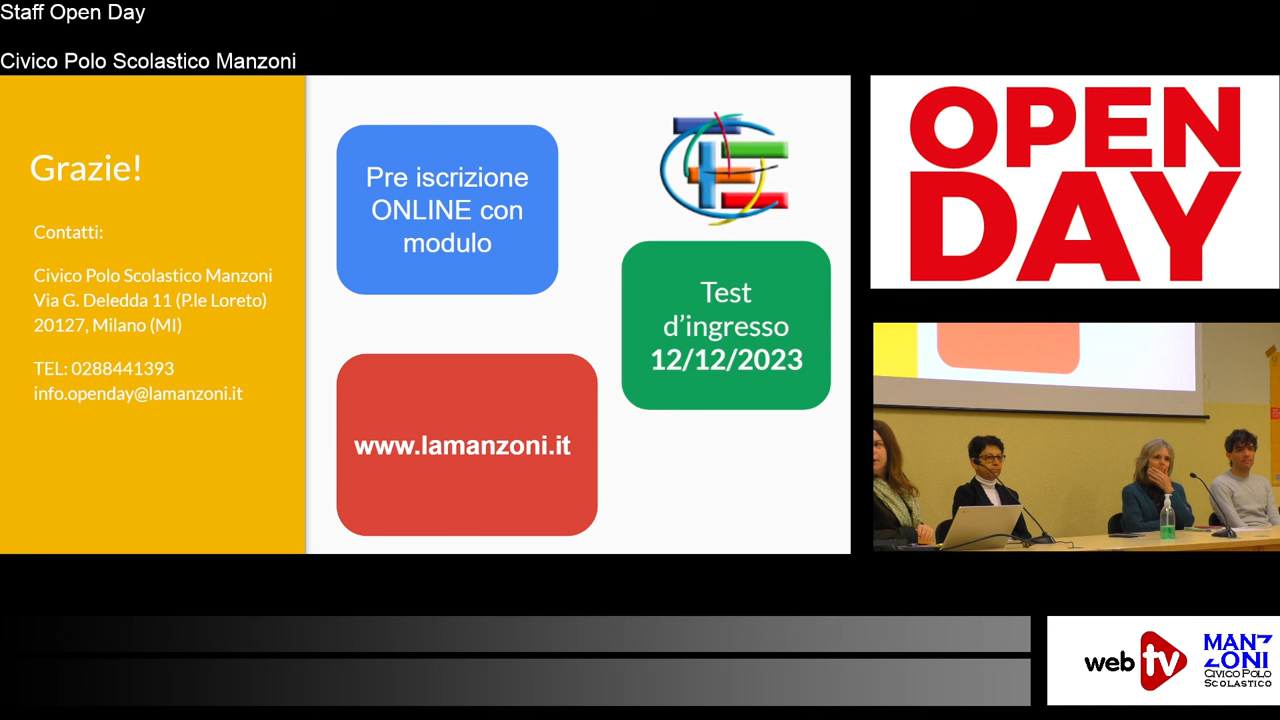 Staff Open Day
Civico Polo Scolastico Manzoni
Grazie!
Contatti:
Civico Polo Scolastico Manzoni
Via G. Deledda 11 (P.le Loreto)
20127, Milano (MI)
TEL: 0288441393
info.openday@lamanzoni.it
Pre iscrizione
ONLINE con
modulo
www.lamanzoni.it
Test
d’ingresso
12/12/2023
OPEN
DAY
web tv
MANZ
ZONI
CIVICO POLO
SCOLASTICO